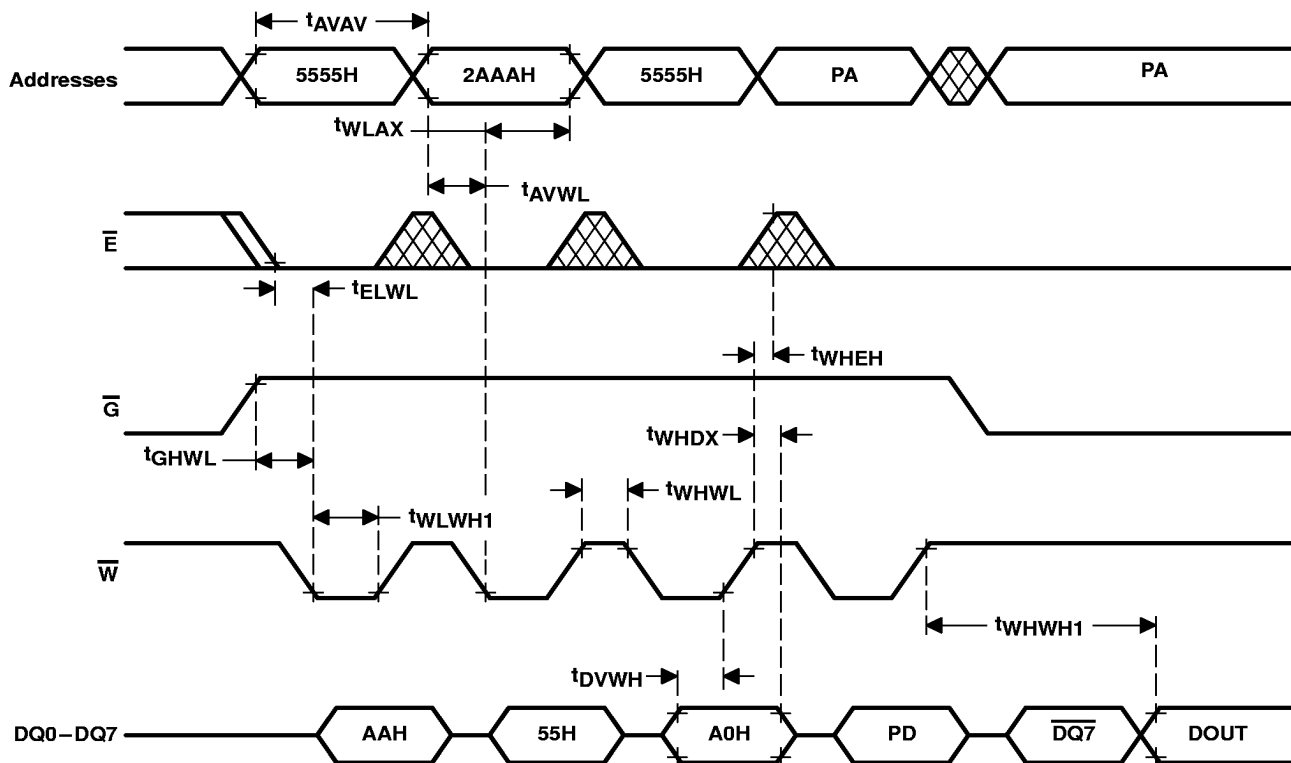 tAVAV
Addresses 5555H 2AAAH 5555H PA PA
tWLAX
tAVWL
E̅
tELWL
tWHEH
G̅
tWHDX
tGHWL
tWHWL
tWLWH1
W̅
tWHWH1
tDVWH
DQ0–DQ7 AAH 55H A0H PD D̅Q̅7̅ DOUT